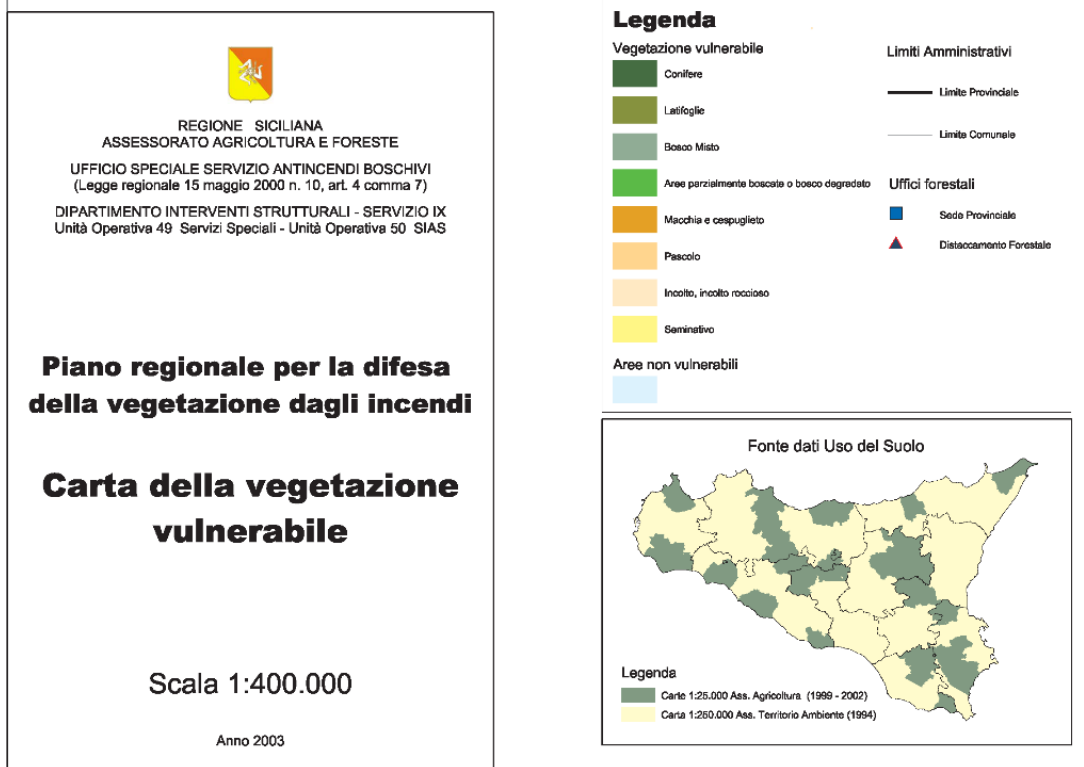 REGIONE SICILIANA
ASSESSORATO AGRICOLTURA E FORESTE
UFFICIO SPECIALE SERVIZIO ANTINCENDI BOSCHIVI
(Legge regionale 15 maggio 2000 n. 10, art. 4 comma 7)
DIPARTIMENTO INTERVENTI STRUTTURALI - SERVIZIO IX
Unità Operativa 49 Servizi Speciali - Unità Operativa 50 SIAS
Piano regionale per la difesa
della vegetazione dagli incendi
Carta della vegetazione
vulnerabile
Scala 1:400.000
Anno 2003
Legenda
Vegetazione vulnerabile
Conifere
Latifoglie
Bosco Misto
Aree parzialmente boscate o bosco degradato
Macchia e cespuglieto
Pascolo
Incolto, incolto roccioso
Seminativo
Aree non vulnerabili
Limiti Amministrativi
Limite Provinciale
Limite Comunale
Uffici forestali
Sede Provinciale
Distaccamento Forestale
Fonte dati Uso del Suolo
Legenda
Carte 1:25.000 Ass. Agricoltura (1999 - 2002)
Carta 1:250.000 Ass. Territorio Ambiente (1994)